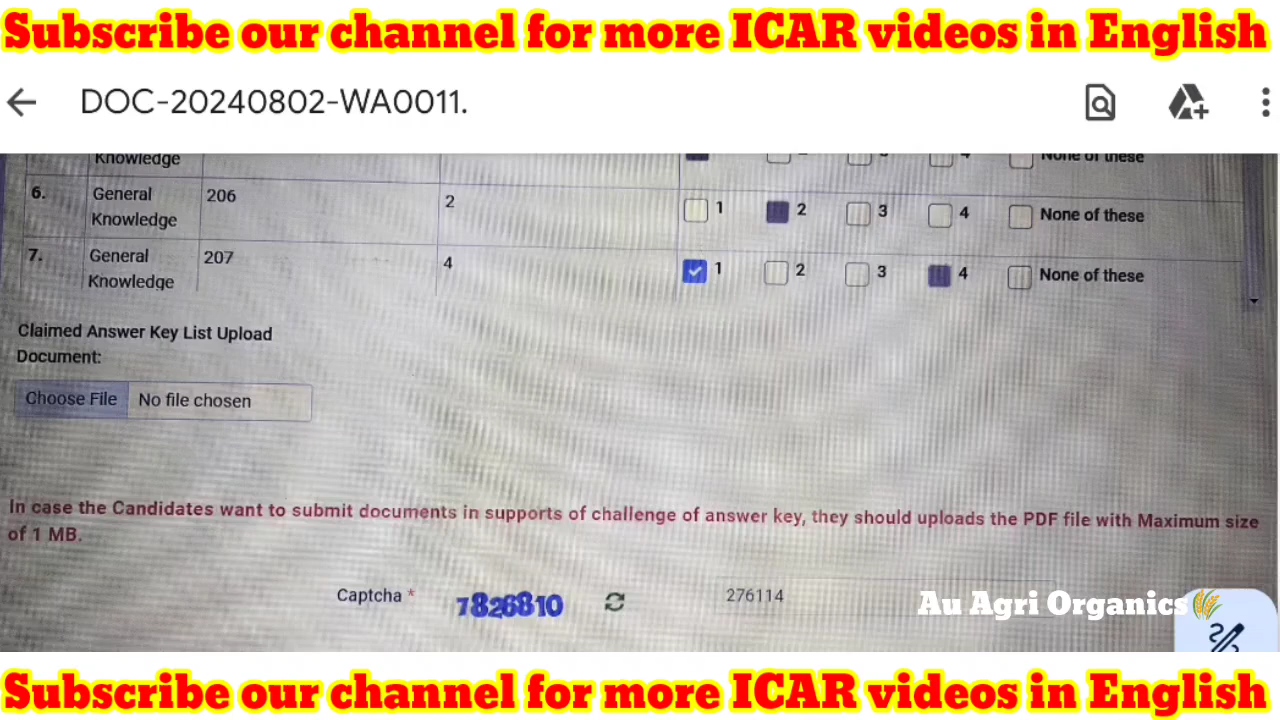 Subscribe our channel for more ICAR videos in English
DOC-20240802-WA0011.
Knowledge 4 None of these
6. General Knowledge 206 2 1 2 3 4 None of these
7. General Knowledge 207 4 1 2 3 4 None of these
Claimed Answer Key List Upload
Document:
Choose File No file chosen
In case the Candidates want to submit documents in supports of challenge of answer key, they should uploads the PDF file with Maximum size
of 1 MB.
Captcha * 7826810 276114
Au Agri Organics
Subscribe our channel for more ICAR videos in English